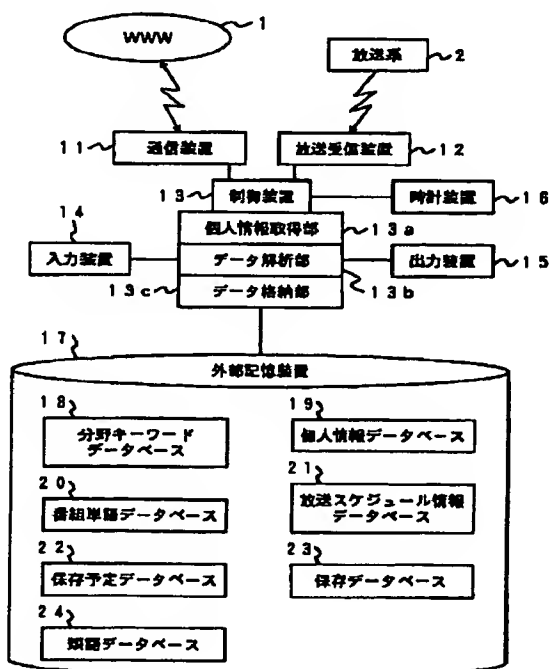 WWW
1
放送系
2
11
通信装置
放送受信装置
12
13
制御装置
時計装置
16
14
個人情報取得部
13a
入力装置
データ解析部
出力装置
15
13c
データ格納部
13b
17
外部記憶装置
18
分野キーワード
データベース
19
個人情報データベース
20
番組単語データベース
21
放送スケジュール情報
データベース
22
保存予定データベース
23
保存データベース
24
類語データベース